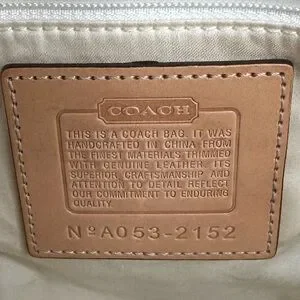 COACH
THIS IS A COACH BAG. IT WAS
HANDCRAFTED IN CHINA FROM
THE FINEST MATERIALS, TRIMMED
WITH GENUINE LEATHER. ITS
SUPERIOR CRAFTSMANSHIP AND
ATTENTION TO DETAIL REFLECT
OUR COMMITMENT TO ENDURING
QUALITY.
Nº A053-2152